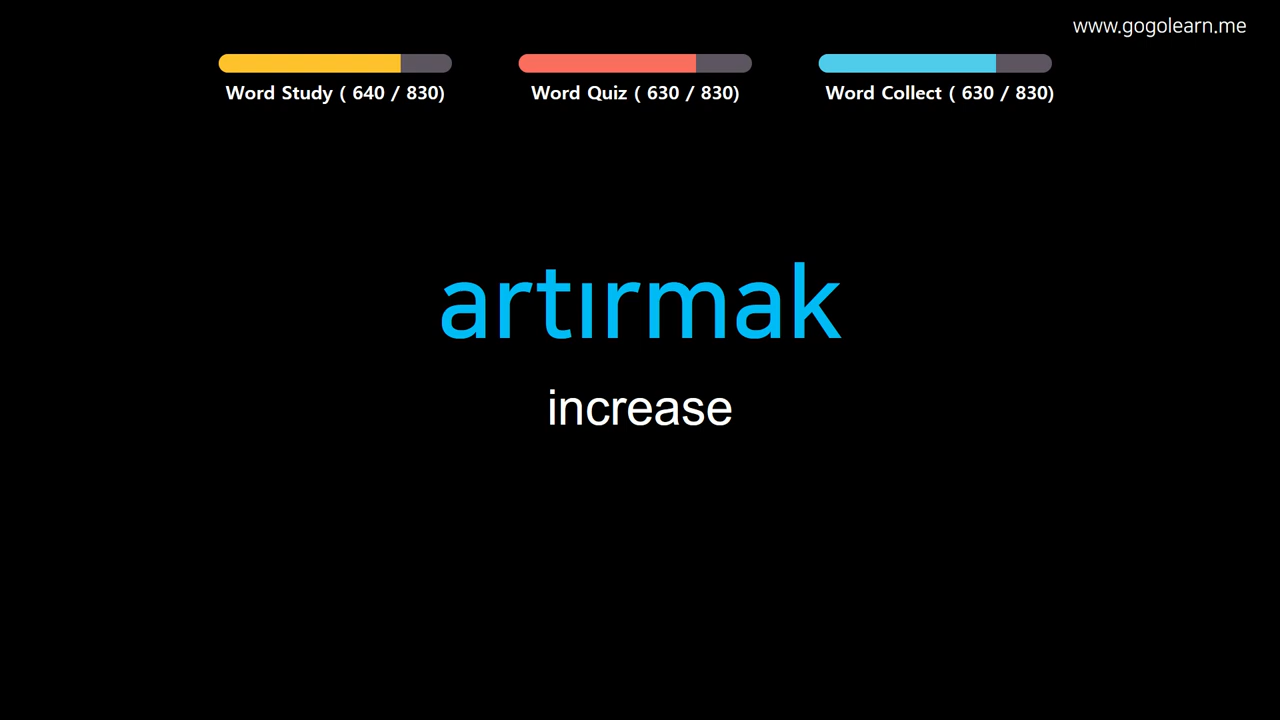 www.gogolearn.me
Word Study ( 640 / 830)
Word Quiz ( 630 / 830)
Word Collect ( 630 / 830)
artırmak
increase